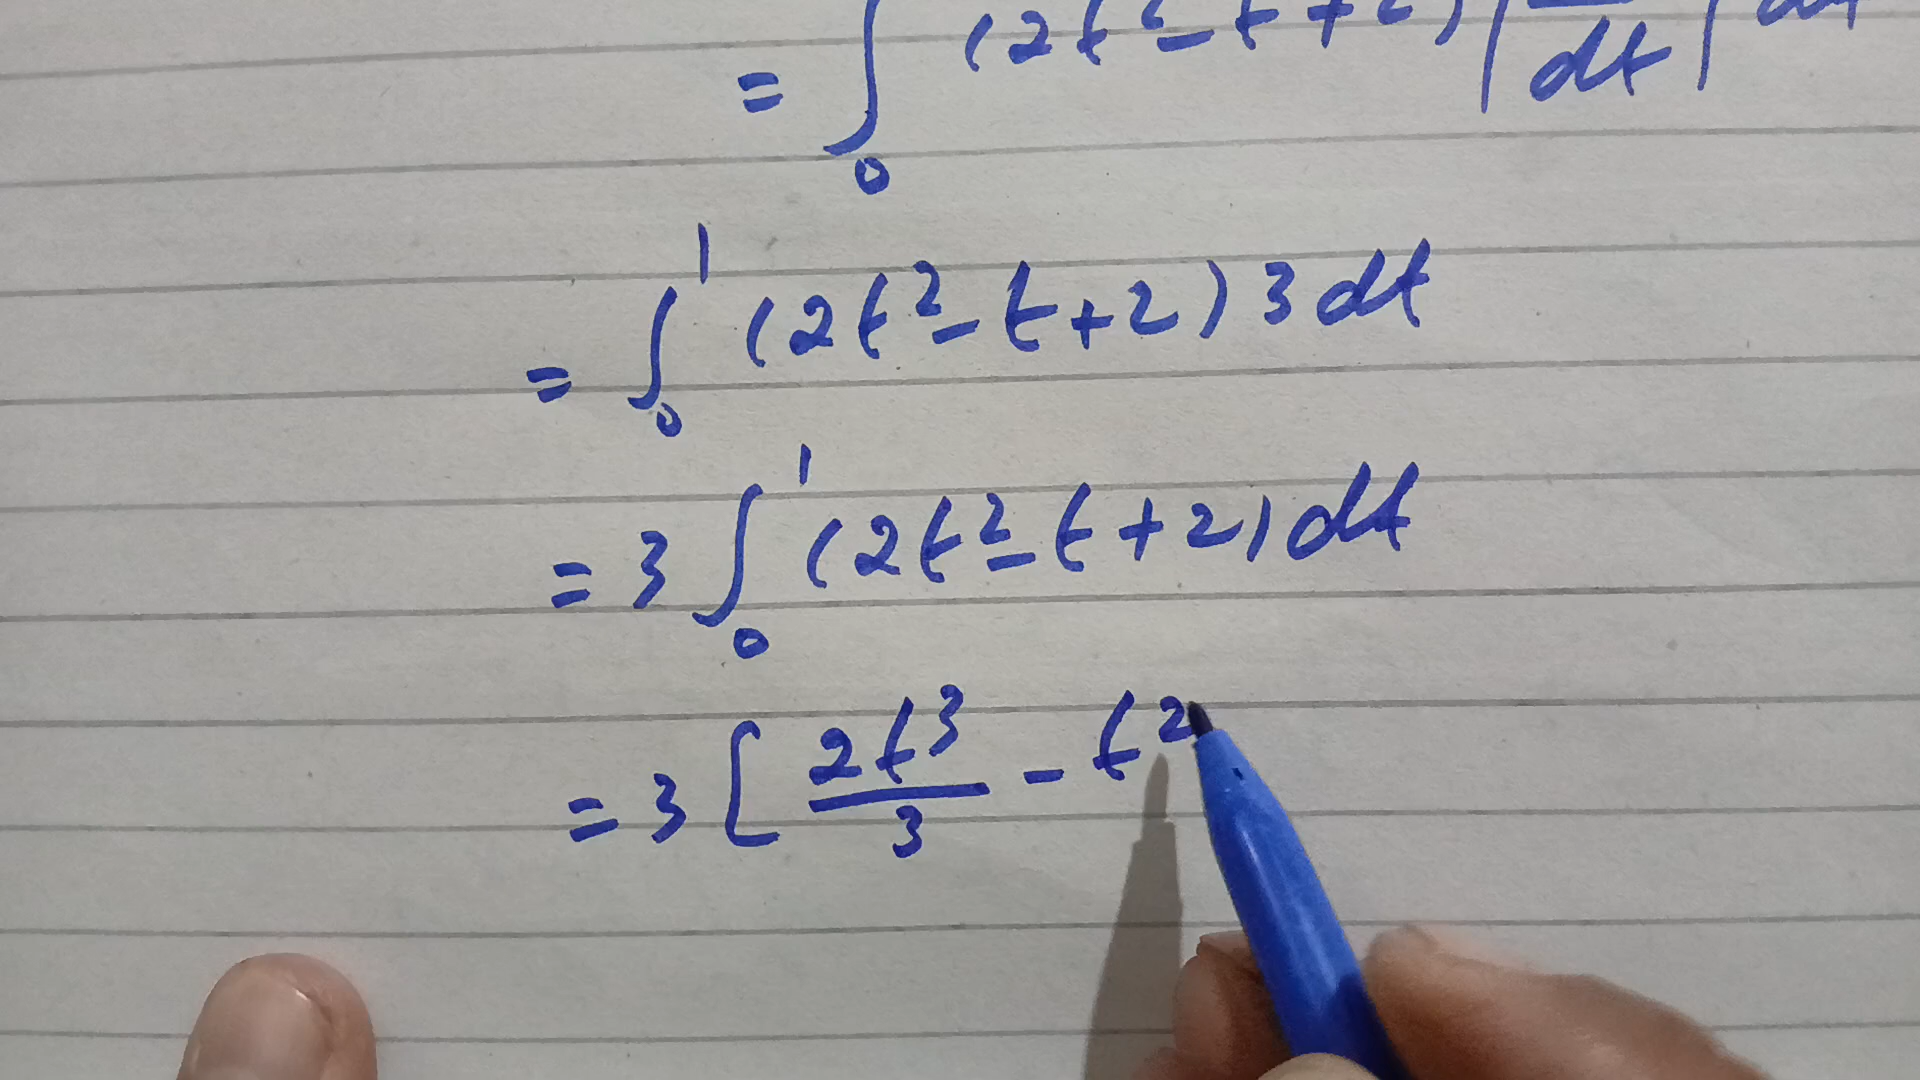 = ∫₀ (2t² - t + 2) | / dt |
= ∫₀¹ (2t² - t + 2) 3 dt
= 3 ∫₀¹ (2t² - t + 2) dt
= 3 [ 2t³/3 - t²